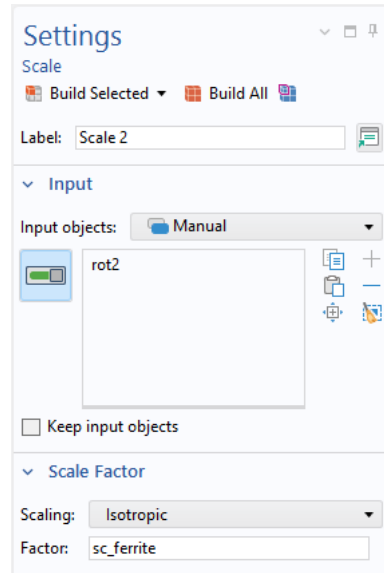 Settings
Scale
Build Selected Build All
Label: Scale 2
Input
Input objects: Manual
rot2
Keep input objects
Scale Factor
Scaling: Isotropic
Factor: sc_ferrite